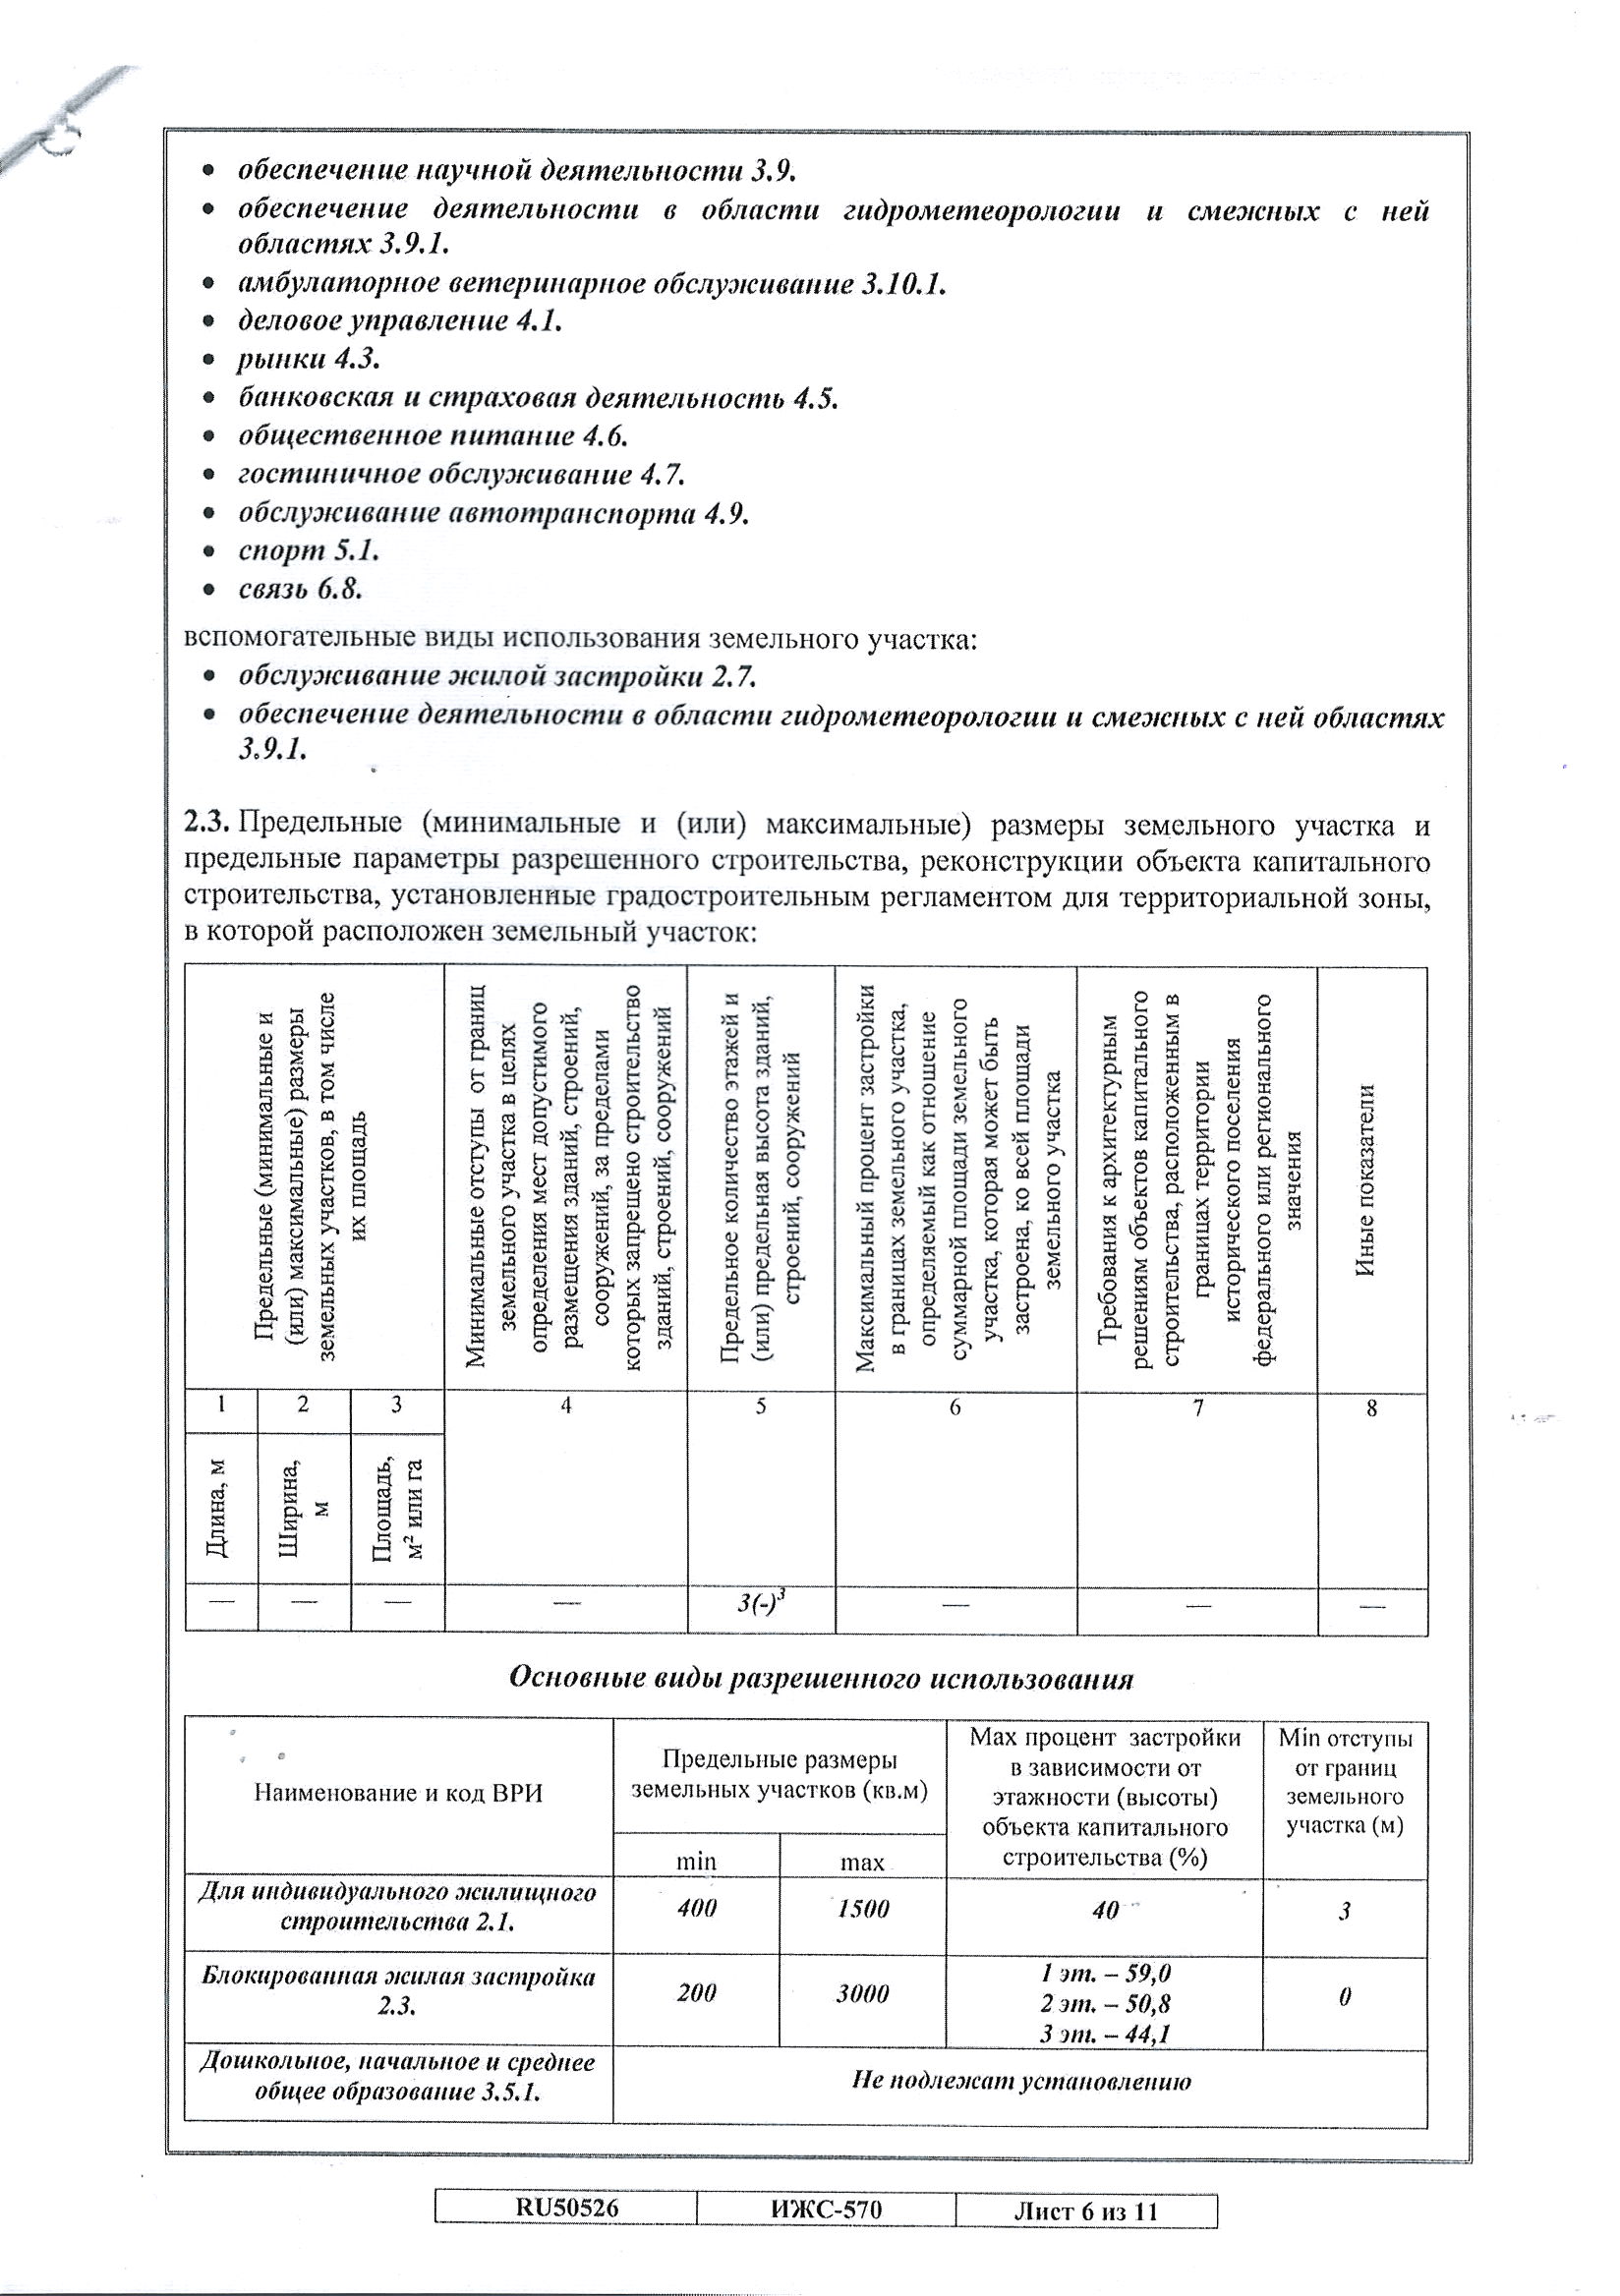 • обеспечение научной деятельности 3.9.
• обеспечение деятельности в области гидрометеорологии и смежных с ней
областях 3.9.1.
• амбулаторное ветеринарное обслуживание 3.10.1.
• деловое управление 4.1.
• рынки 4.3.
• банковская и страховая деятельность 4.5.
• общественное питание 4.6.
• гостиничное обслуживание 4.7.
• обслуживание автотранспорта 4.9.
• спорт 5.1.
• связь 6.8.
вспомогательные виды использования земельного участка:
• обслуживание жилой застройки 2.7.
• обеспечение деятельности в области гидрометеорологии и смежных с ней областях
3.9.1.
2.3. Предельные (минимальные и (или) максимальные) размеры земельного участка и
предельные параметры разрешенного строительства, реконструкции объекта капитального
строительства, установленные градостроительным регламентом для территориальной зоны,
в которой расположен земельный участок:
Предельные (минимальные и
(или) максимальные) размеры
земельных участков, в том числе
их площадь
Минимальные отступы от границ
земельного участка в целях
определения мест допустимого
размещения зданий, строений,
сооружений, за пределами
которых запрещено строительство
зданий, строений, сооружений
Предельное количество этажей и
(или) предельная высота зданий,
строений, сооружений
Максимальный процент застройки
в границах земельного участка,
определяемый как отношение
суммарной площади земельного
участка, которая может быть
застроена, ко всей площади
земельного участка
Требования к архитектурным
решениям объектов капитального
строительства, расположенным в
границах территории
исторического поселения
федерального или регионального
значения
Иные показатели
1 2 3 4 5 6 7 8
Длина, м
Ширина,
м
Площадь,
м² или га
— — — — 3(-)³ — — —
Основные виды разрешенного использования
Наименование и код ВРИ
Предельные размеры
земельных участков (кв.м)
min max
Max процент застройки
в зависимости от
этажности (высоты)
объекта капитального
строительства (%)
Min отступы
от границ
земельного
участка (м)
Для индивидуального жилищного
строительства 2.1.
400 1500 40 3
Блокированная жилая застройка
2.3.
200 3000
1 эт. – 59,0
2 эт. – 50,8
3 эт. – 44,1
0
Дошкольное, начальное и среднее
общее образование 3.5.1.
Не подлежат установлению
RU50526 ИЖС-570 Лист 6 из 11